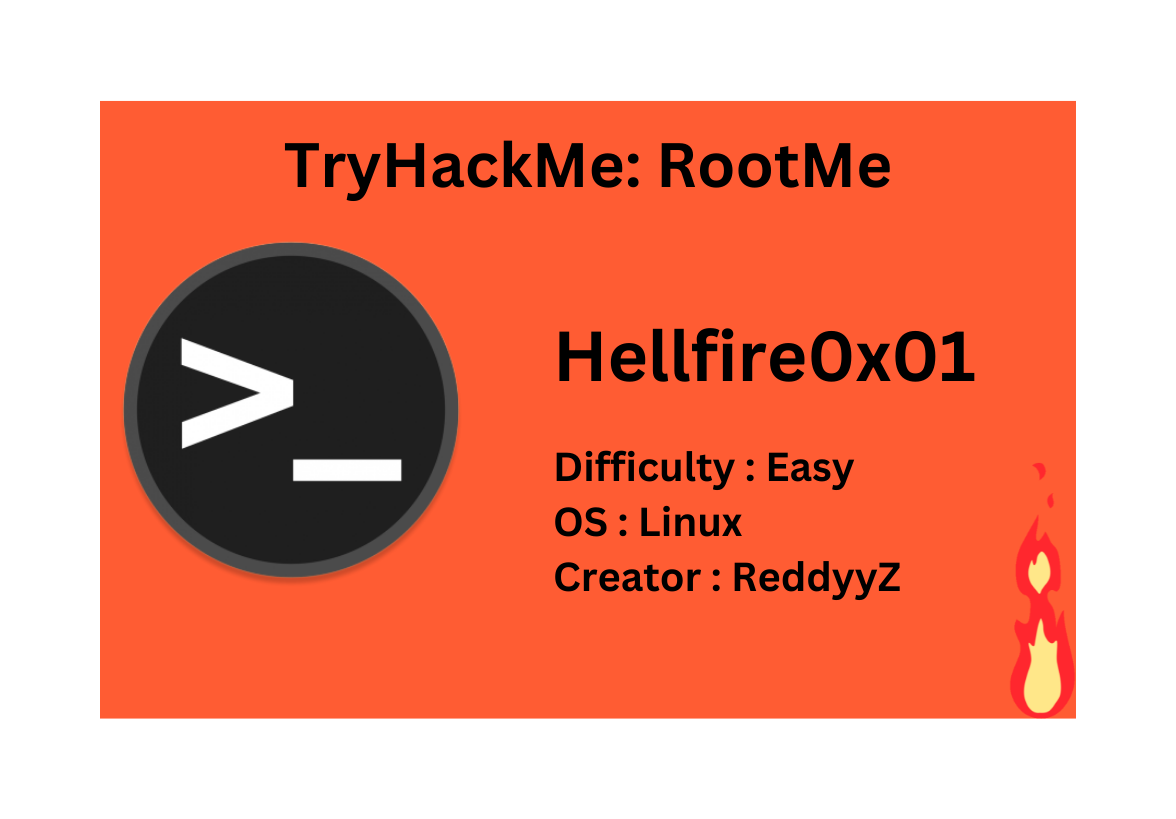 TryHackMe: RootMe
>_
Hellfire0x01
Difficulty : Easy
OS : Linux
Creator : ReddyyZ